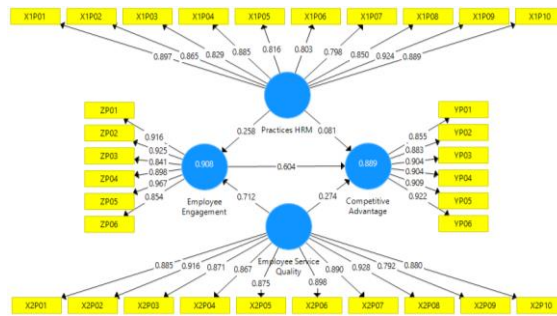 X1P01 X1P02 X1P03 X1P04 X1P05 X1P06 X1P07 X1P08 X1P09 X1P10
0.897 0.865 0.829 0.885 0.816 0.803 0.798 0.850 0.924 0.889
Practices HRM
0.258 0.081
ZP01
ZP02
ZP03
ZP04
ZP05
ZP06
0.916
0.925
0.841
0.898
0.967
0.854
0.908
Employee
Engagement
0.604
0.889
Competitive
Advantage
0.855
0.883
0.904
0.904
0.909
0.922
YP01
YP02
YP03
YP04
YP05
YP06
0.712 0.274
Employee Service
Quality
0.885 0.916 0.871 0.867 0.875 0.898 0.890 0.928 0.792 0.880
X2P01 X2P02 X2P03 X2P04 X2P05 X2P06 X2P07 X2P08 X2P09 X2P10